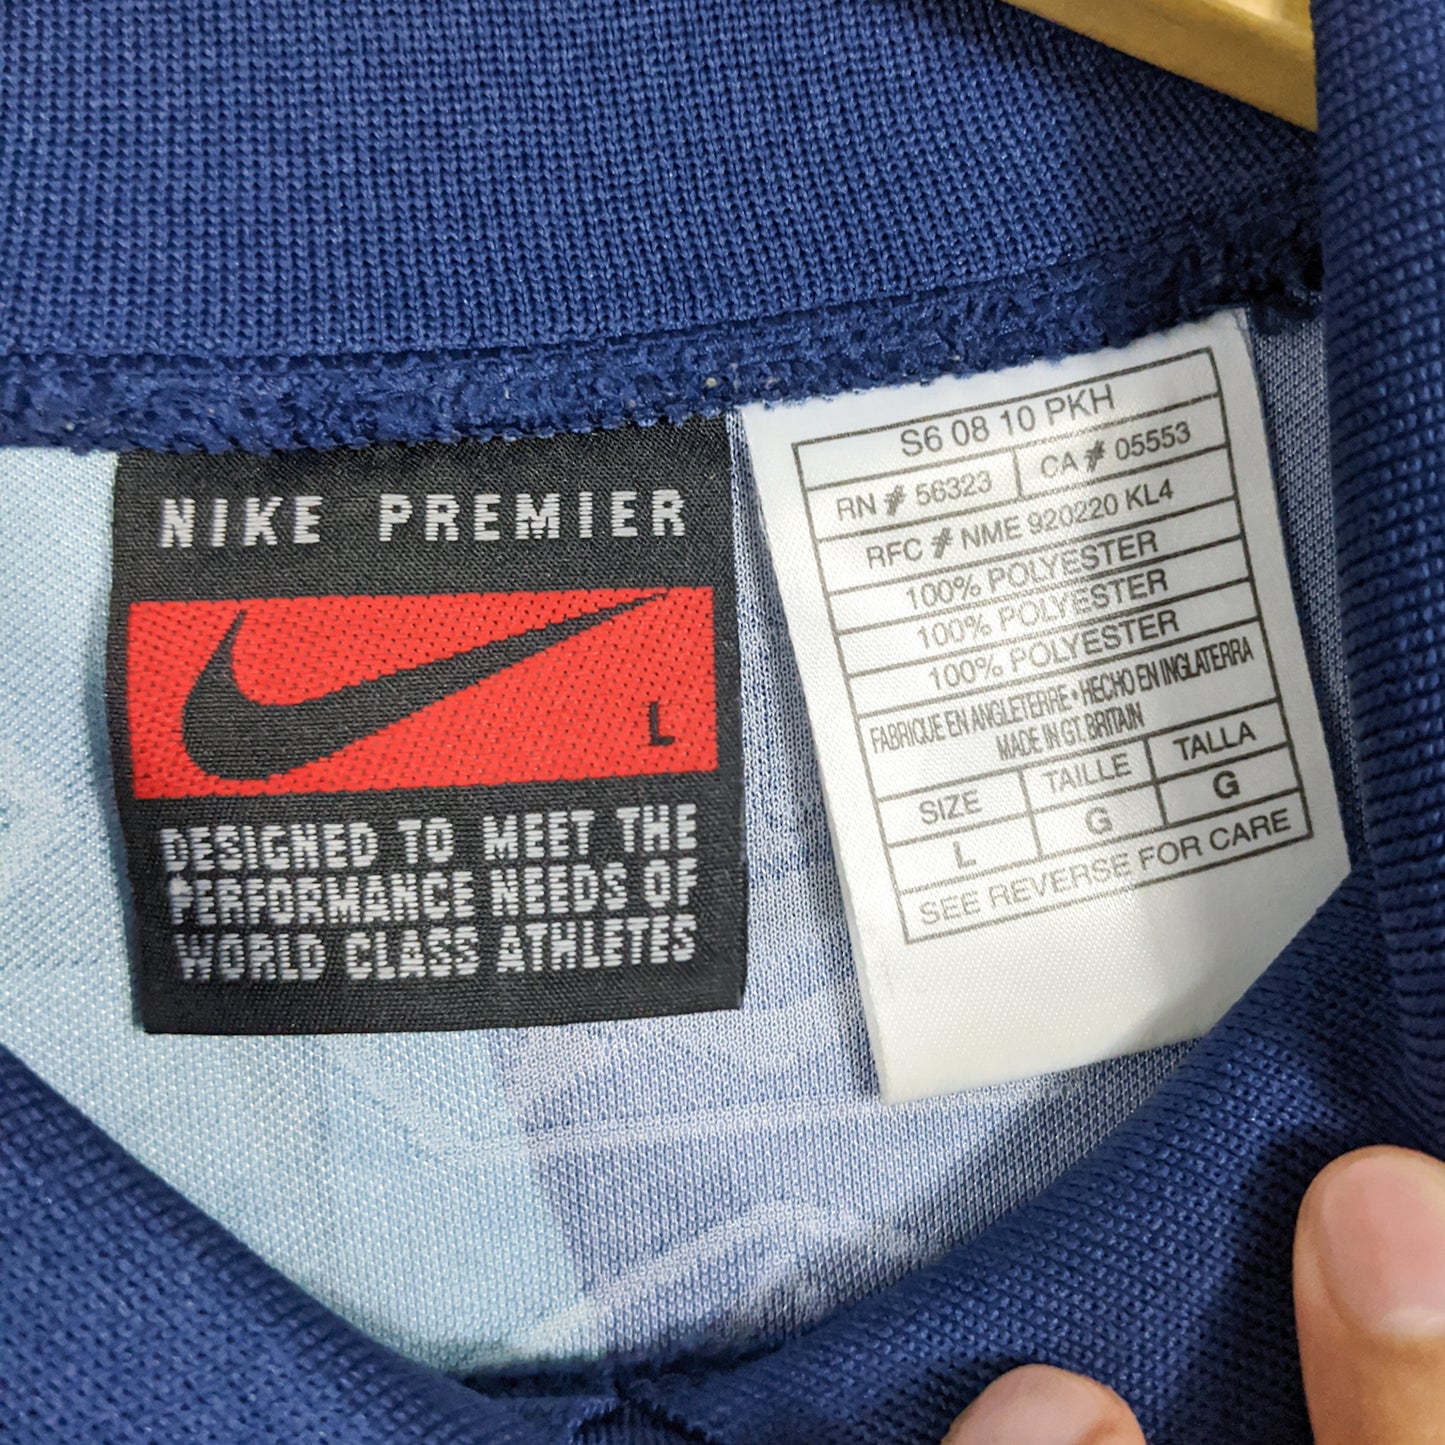 NIKE PREMIER
L
DESIGNED TO MEET THE
PERFORMANCE NEEDS OF
WORLD CLASS ATHLETES
S6 08 10 PKH
RN # 56323 CA # 05553
RFC # NME 920220 KL4
100% POLYESTER
100% POLYESTER
100% POLYESTER
FABRIQUE EN ANGLETERRE • HECHO EN INGLATERRA
MADE IN GT. BRITAIN
SIZE TAILLE TALLA
L G G
SEE REVERSE FOR CARE